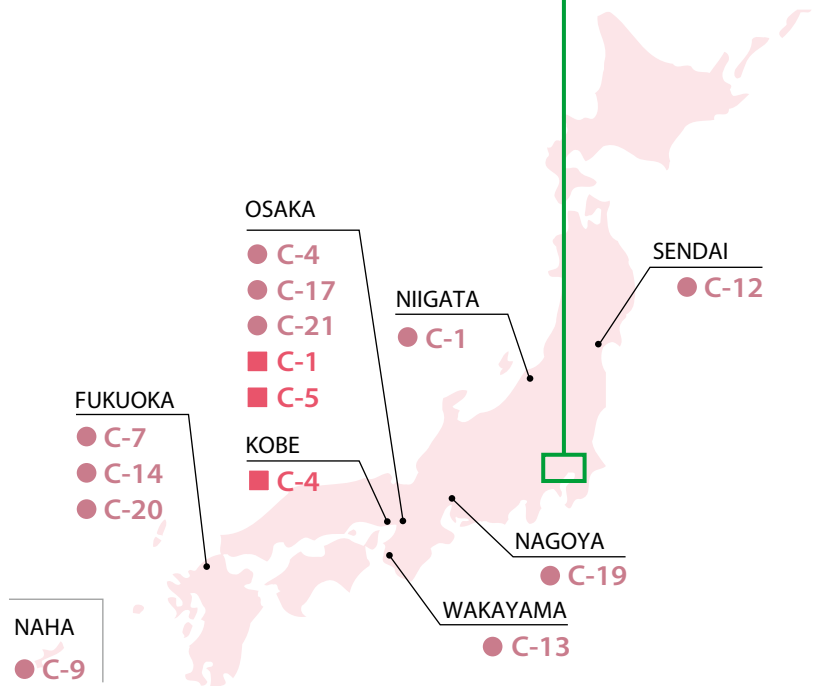 OSAKA
C-4
C-17
C-21
C-1
C-5
SENDAI
C-12
NIIGATA
C-1
FUKUOKA
C-7
C-14
C-20
KOBE
C-4
NAGOYA
C-19
WAKAYAMA
C-13
NAHA
C-9